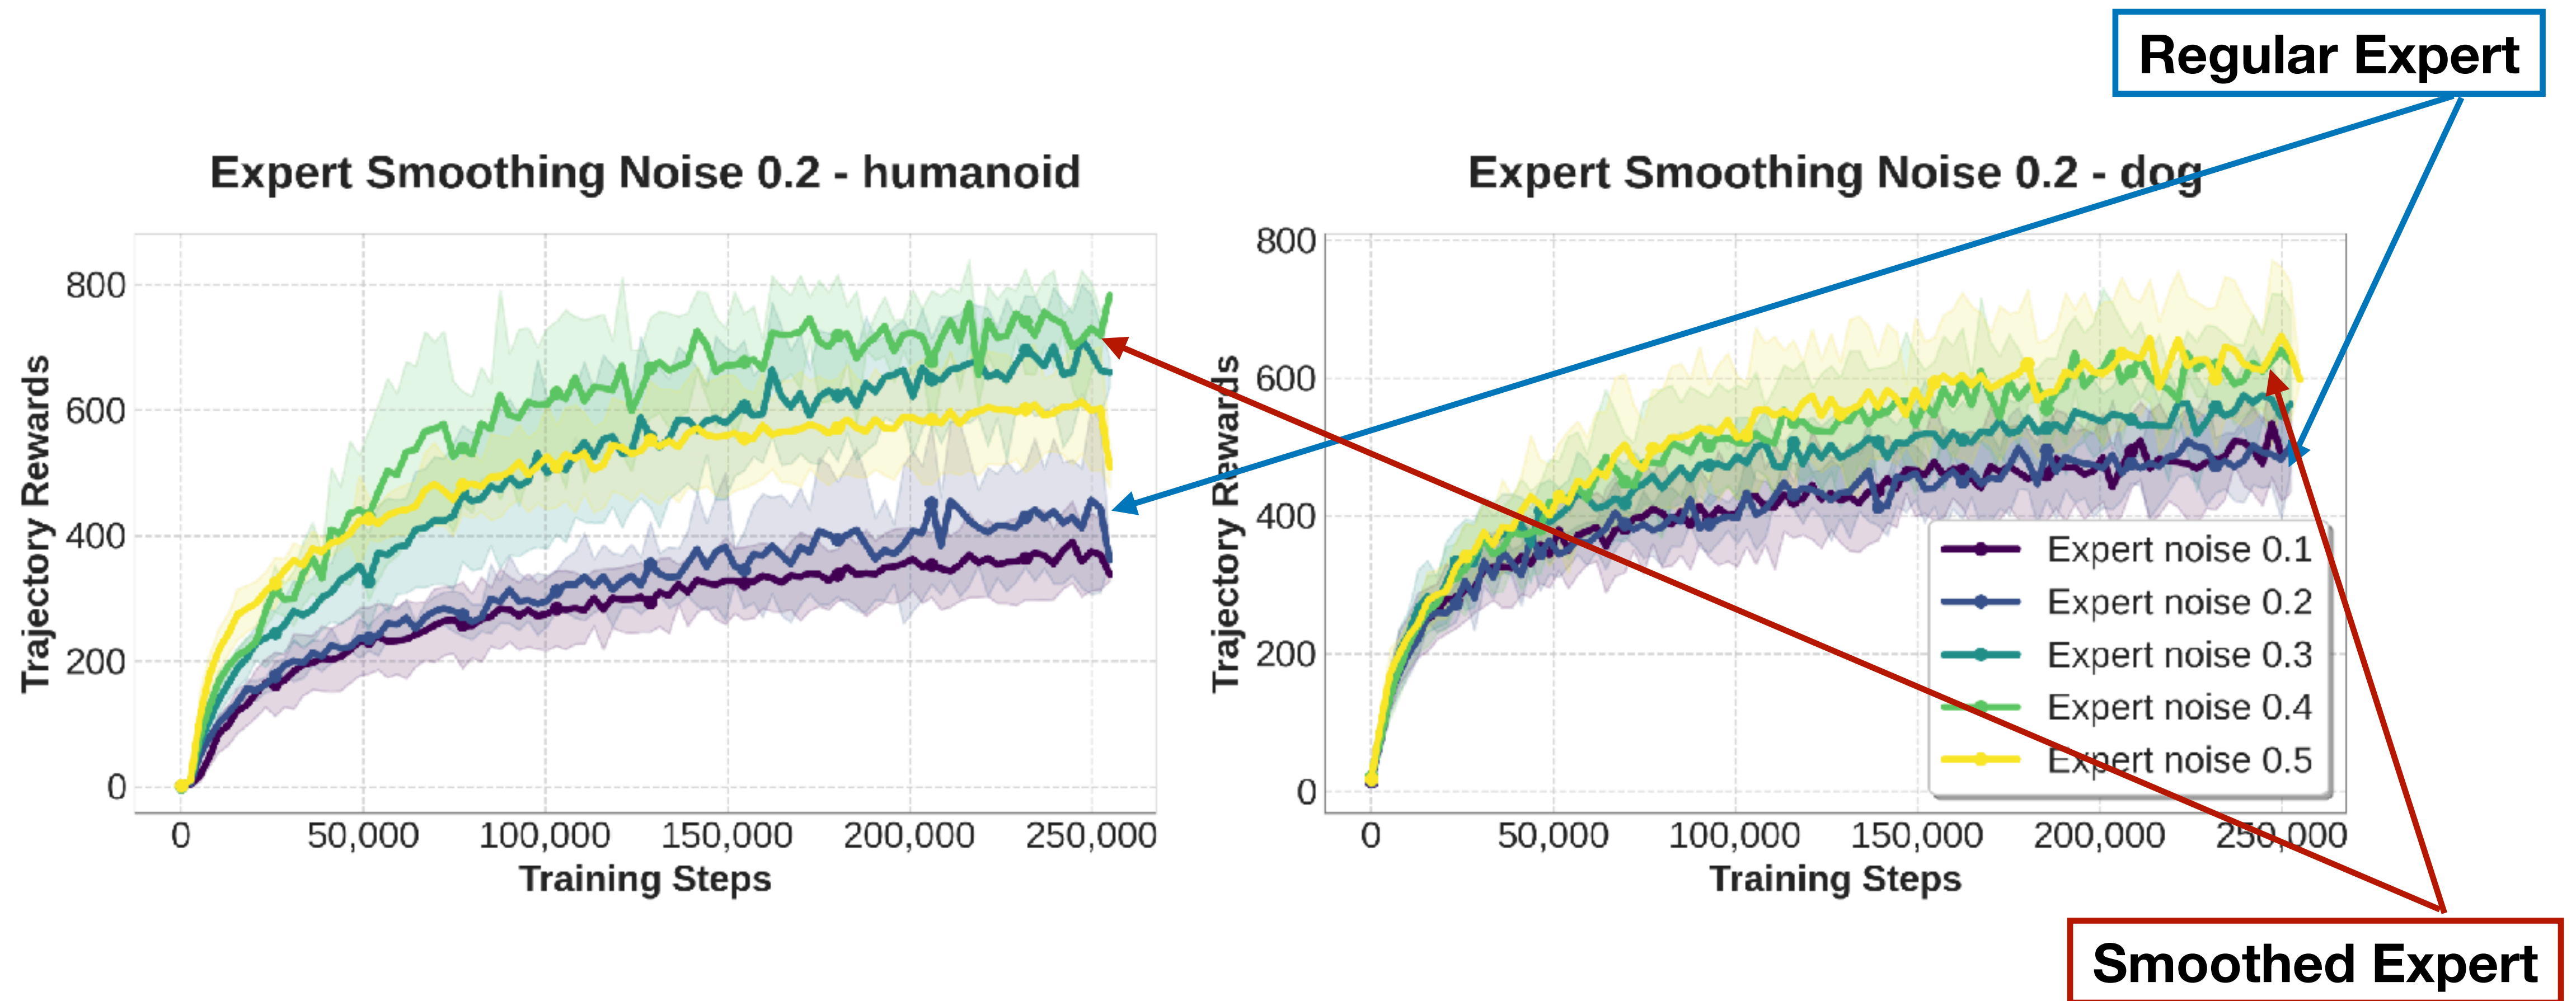 Regular Expert
Expert Smoothing Noise 0.2 - humanoid
800
600
400
200
0
Trajectory Rewards
0 50,000 100,000 150,000 200,000 250,000
Training Steps
Expert Smoothing Noise 0.2 - dog
800
600
400
200
0
Trajectory Rewards
Expert noise 0.1
Expert noise 0.2
Expert noise 0.3
Expert noise 0.4
Expert noise 0.5
0 50,000 100,000 150,000 200,000 250,000
Training Steps
Smoothed Expert